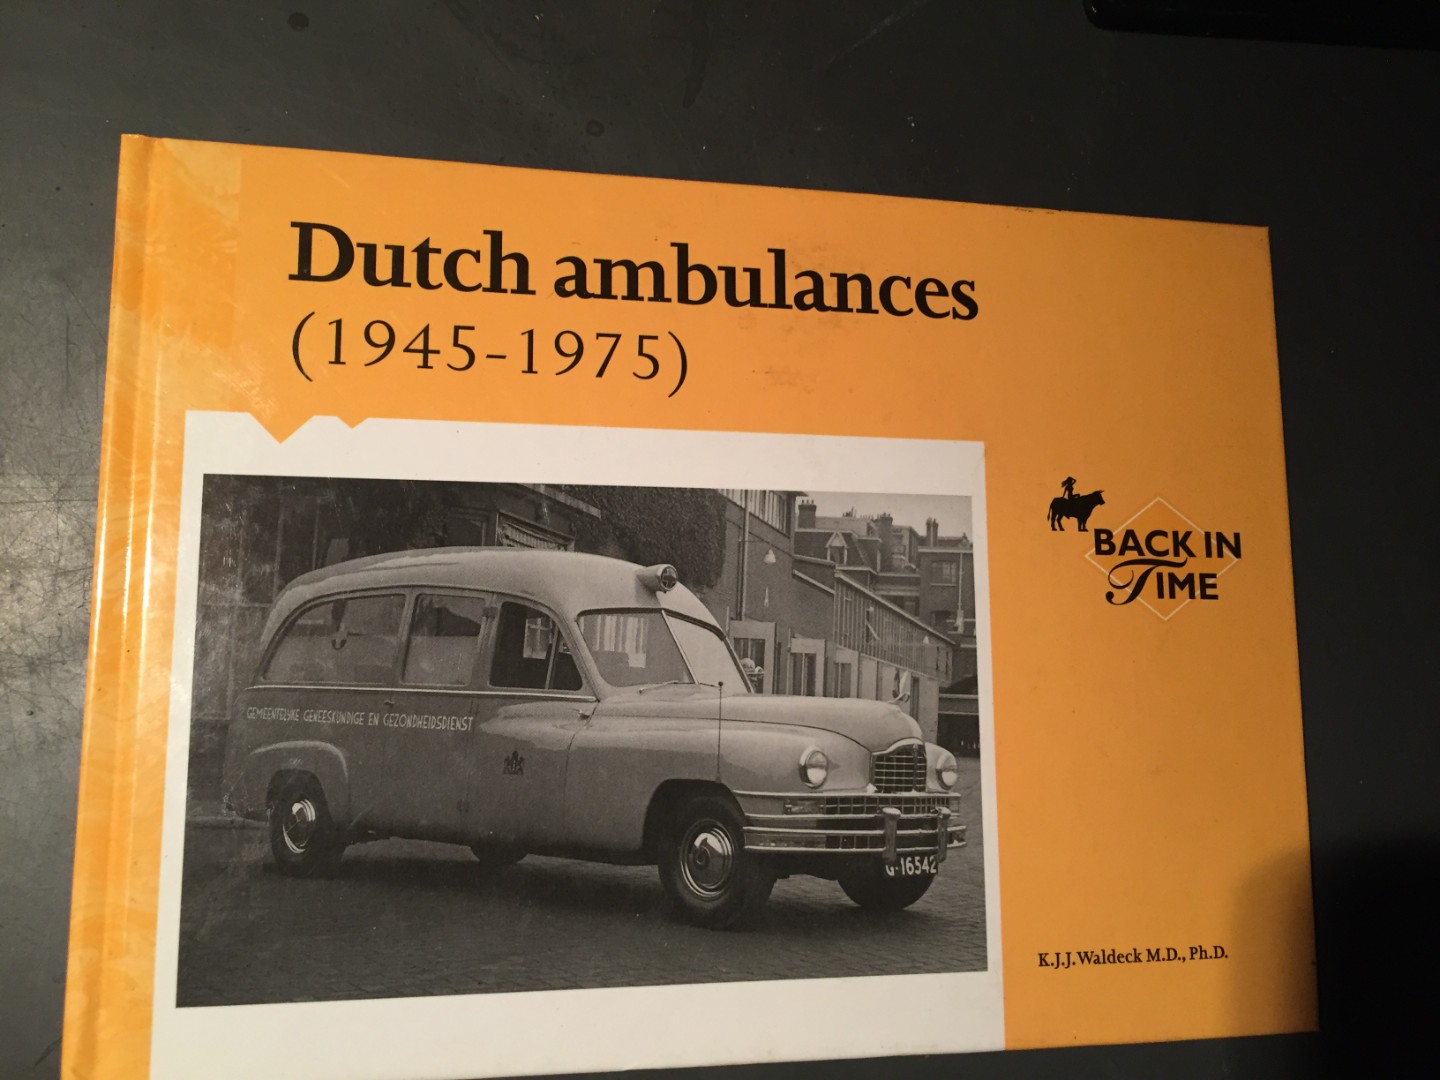 Dutch ambulances
(1945-1975)
BACK IN
TIME
GEMEENTELIJKE GENEESKUNDIGE EN GEZONDHEIDSDIENST
G-16542
K.J.J. Waldeck M.D., Ph.D.